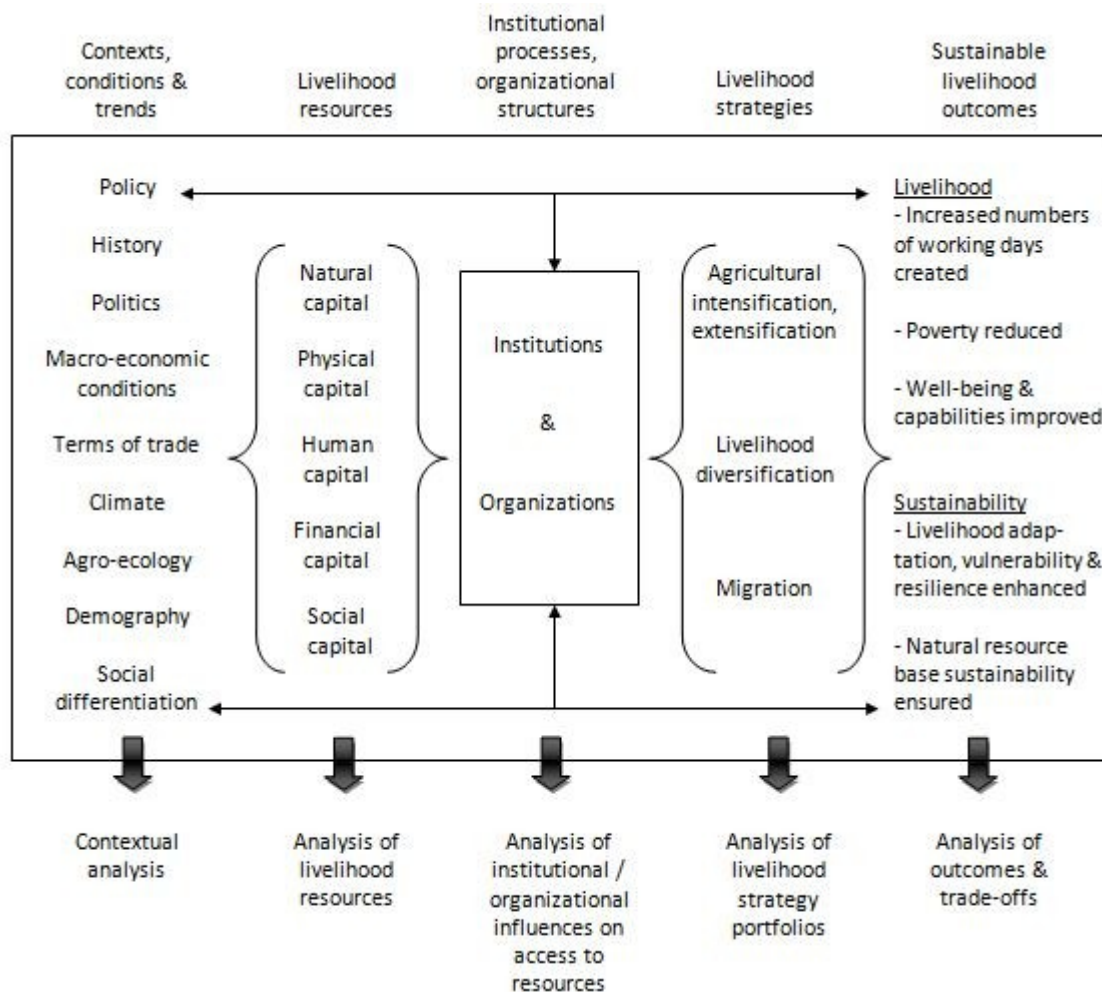 Contexts,
conditions &
trends
Livelihood
resources
Institutional
processes,
organizational
structures
Livelihood
strategies
Sustainable
livelihood
outcomes
Policy
History
Politics
Macro-economic
conditions
Terms of trade
Climate
Agro-ecology
Demography
Social
differentiation
Natural
capital
Physical
capital
Human
capital
Financial
capital
Social
capital
Institutions
&
Organizations
Agricultural
intensification,
extensification
Livelihood
diversification
Migration
Livelihood
- Increased numbers
of working days
created
- Poverty reduced
- Well-being &
capabilities improved
Sustainability
- Livelihood adap-
tation, vulnerability &
resilience enhanced
- Natural resource
base sustainability
ensured
Contextual
analysis
Analysis of
livelihood
resources
Analysis of
institutional /
organizational
influences on
access to
resources
Analysis of
livelihood
strategy
portfolios
Analysis of
outcomes &
trade-offs